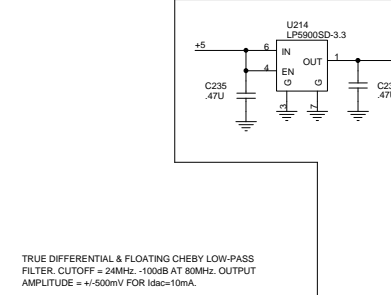 U214
LP5900SD-3.3
+5
6
IN
1
OUT
4
EN
G
G
3
7
C235
.47U
TRUE DIFFERENTIAL & FLOATING CHEBY LOW-PASS
FILTER. CUTOFF = 24MHz. -100dB AT 80MHz. OUTPUT
AMPLITUDE = +/-500mV FOR Idac=10mA.